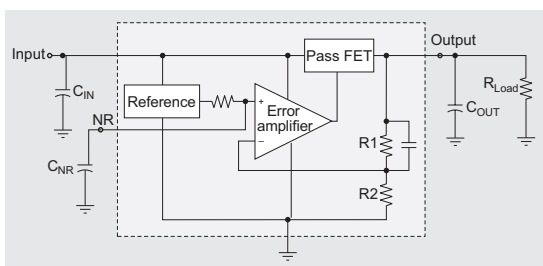 Input
Output
Pass FET
C_IN
Reference
NR
+
Error
amplifier
−
R_Load
C_OUT
R1
C_NR
R2